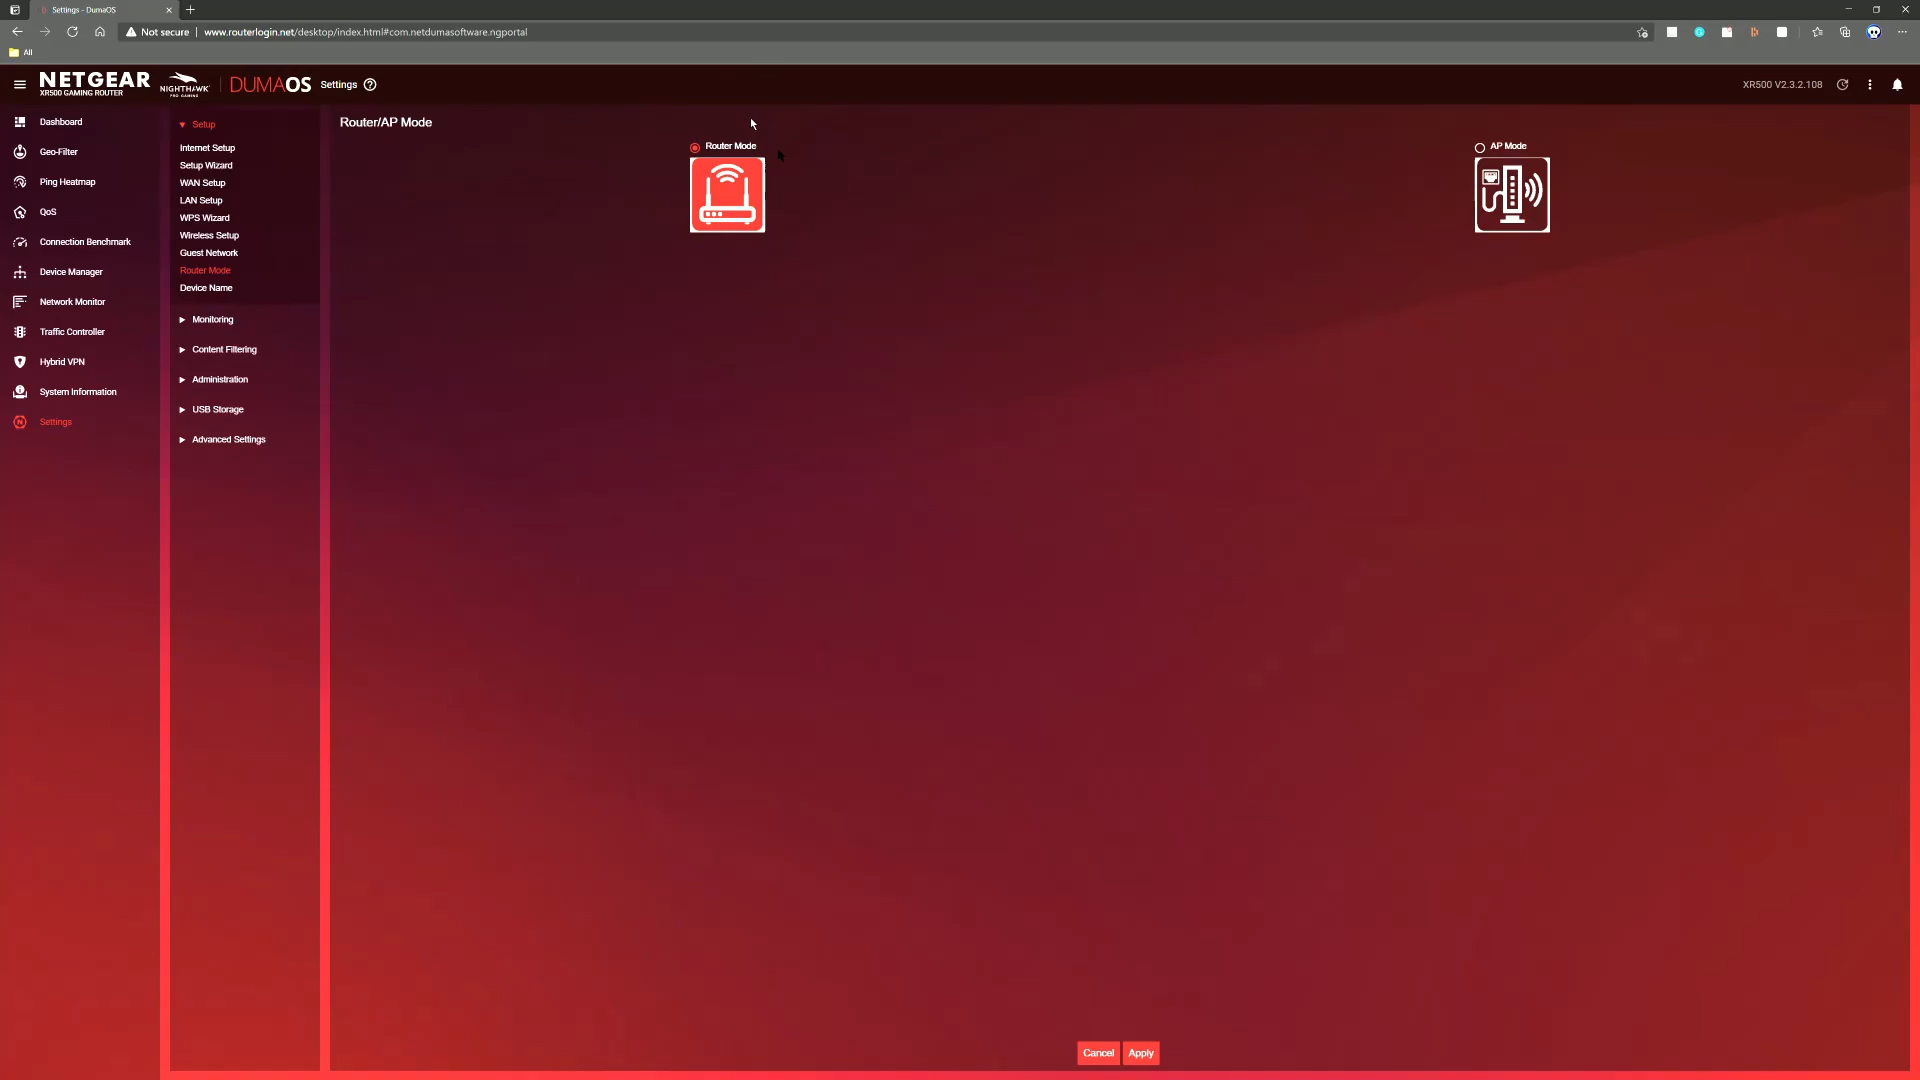 Settings - DumaOS
Not secure
www.routerlogin.net/desktop/index.html#com.netdumasoftware.ngportal
All
NETGEAR
XR500 GAMING ROUTER
NIGHTHAWK
PRO GAMING
DUMAOS
Settings
XR500 V2.3.2.108
Dashboard
Geo-Filter
Ping Heatmap
QoS
Connection Benchmark
Device Manager
Network Monitor
Traffic Controller
Hybrid VPN
System Information
Settings
Setup
Internet Setup
Setup Wizard
WAN Setup
LAN Setup
WPS Wizard
Wireless Setup
Guest Network
Router Mode
Device Name
Monitoring
Content Filtering
Administration
USB Storage
Advanced Settings
Router/AP Mode
Router Mode
AP Mode
Cancel
Apply